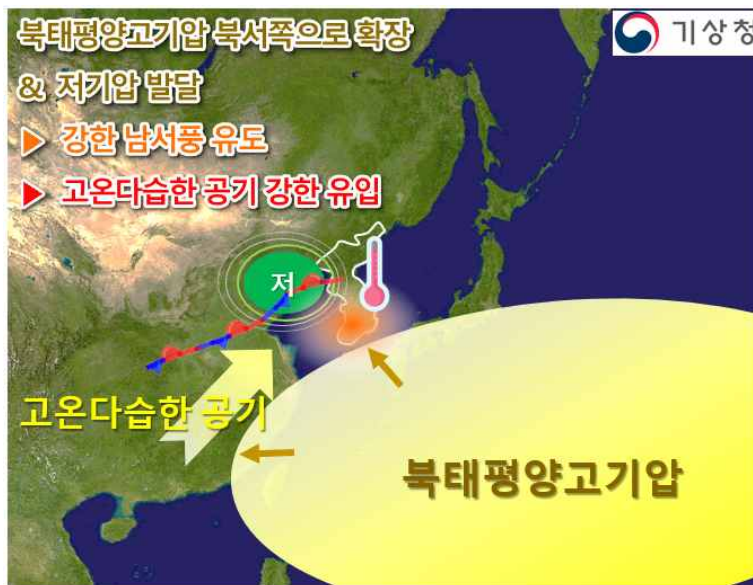 북태평양고기압 북서쪽으로 확장
& 저기압 발달
▶ 강한 남서풍 유도
▶ 고온다습한 공기 강한 유입
기상청
저
고온다습한 공기
북태평양고기압